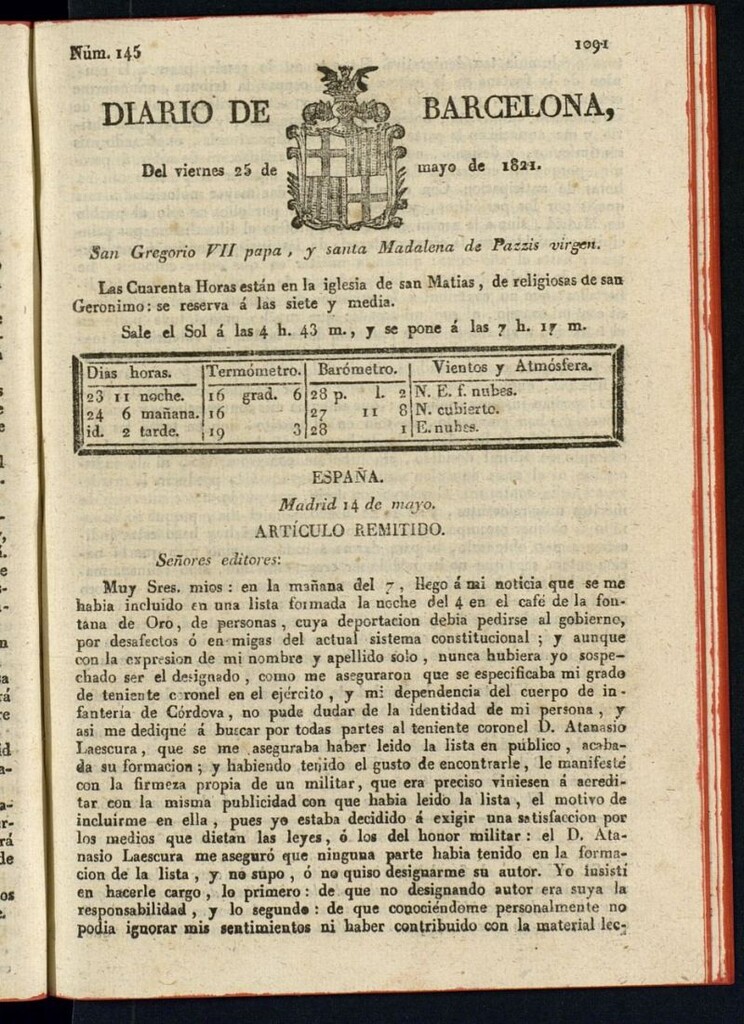 Núm. 145 1091
DIARIO DE BARCELONA,
Del viernes 25 de mayo de 1821.
San Gregorio VII papa, y santa Madalena de Pazzis virgen.
Las Cuarenta Horas están en la iglesia de san Matias, de religiosas de san
Geronimo: se reserva á las siete y media.
Sale el Sol á las 4 h. 43 m., y se pone á las 7 h. 17 m.
Dias horas. Termómetro. Barómetro. Vientos y Atmósfera.
23 11 noche. 16 grad. 6 28 p. l. 2 N. E. f. nubes.
24 6 mañana. 16 27 11 8 N. cubierto.
id. 2 tarde. 19 3 28 1 E. nubes.
ESPAÑA.
Madrid 14 de mayo.
ARTÍCULO REMITIDO.
Señores editores:
Muy Sres. mios: en la mañana del 7, llego á mi noticia que se me
habia incluido en una lista formada la noche del 4 en el café de la fon-
tana de Oro, de personas, cuya deportacion debia pedirse al gobierno,
por desafectos ó en migas del actual sistema constitucional; y aunque
con la expresion de mi nombre y apellido solo, nunca hubiera yo sospe-
chado ser el designado, como me aseguraron que se especificaba mi grado
de teniente coronel en el ejército, y mi dependencia del cuerpo de in-
fantería de Córdova, no pude dudar de la identidad de mi persona, y
asi me dediqué á buscar por todas partes al teniente coronel D. Atanasio
Laescura, que se me aseguraba haber leido la lista en público, acaba-
da su formacion; y habiendo tenido el gusto de encontrarle, le manifesté
con la firmeza propia de un militar, que era preciso viniesen á acredi-
tar con la misma publicidad con que habia leido la lista, el motivo de
incluirme en ella, pues yo estaba decidido á exigir una satisfaccion por
los medios que dictan las leyes, ó los del honor militar: el D. Ata-
nasio Laescura me aseguró que ninguna parte habia tenido en la forma-
cion de la lista, y no supo, ó no quiso designarme su autor. Yo insistí
en hacerle cargo, lo primero: de que no designando autor era suya la
responsabilidad, y lo segundo: de que conociéndome personalmente no
podia ignorar mis sentimientos ni haber contribuido con la material lec-